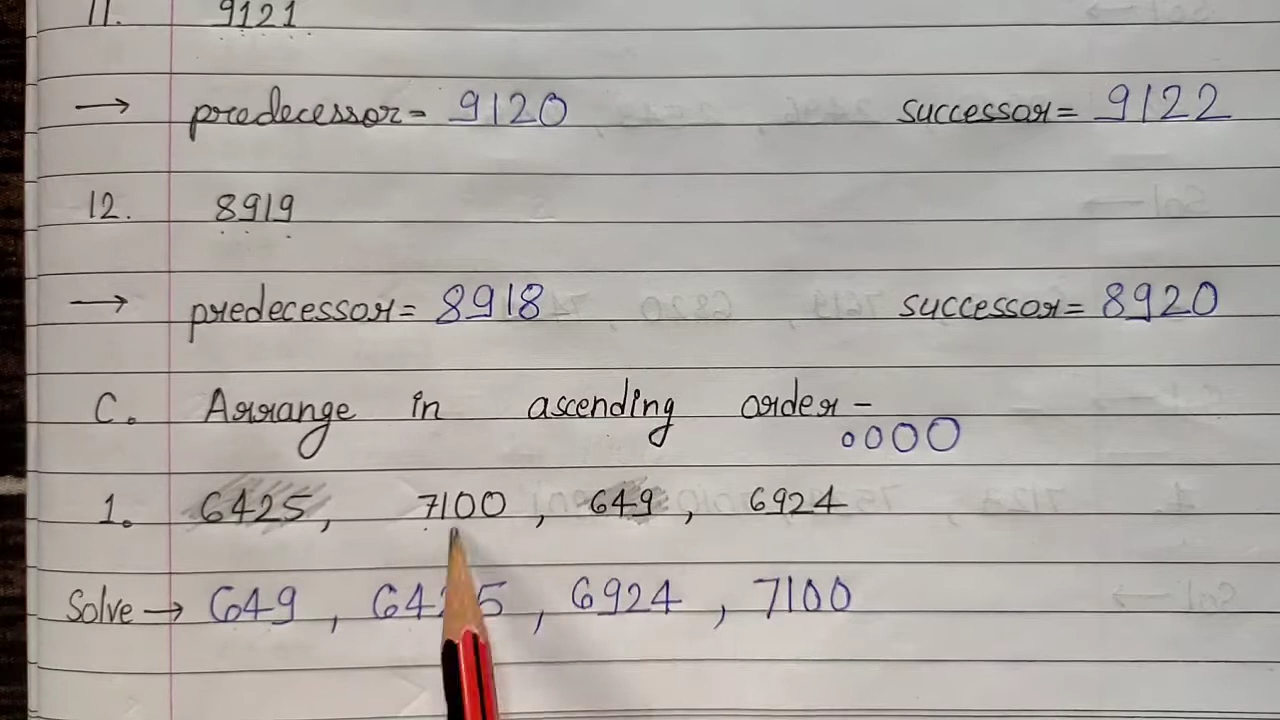 11. 9121
→ predecessor = 9120 successor = 9122
12. 8919
→ predecessor = 8918 successor = 8920
C. Arrange in ascending order -
1. 6425, 7100, 649, 6924
Solve → 649, 6425, 6924, 7100